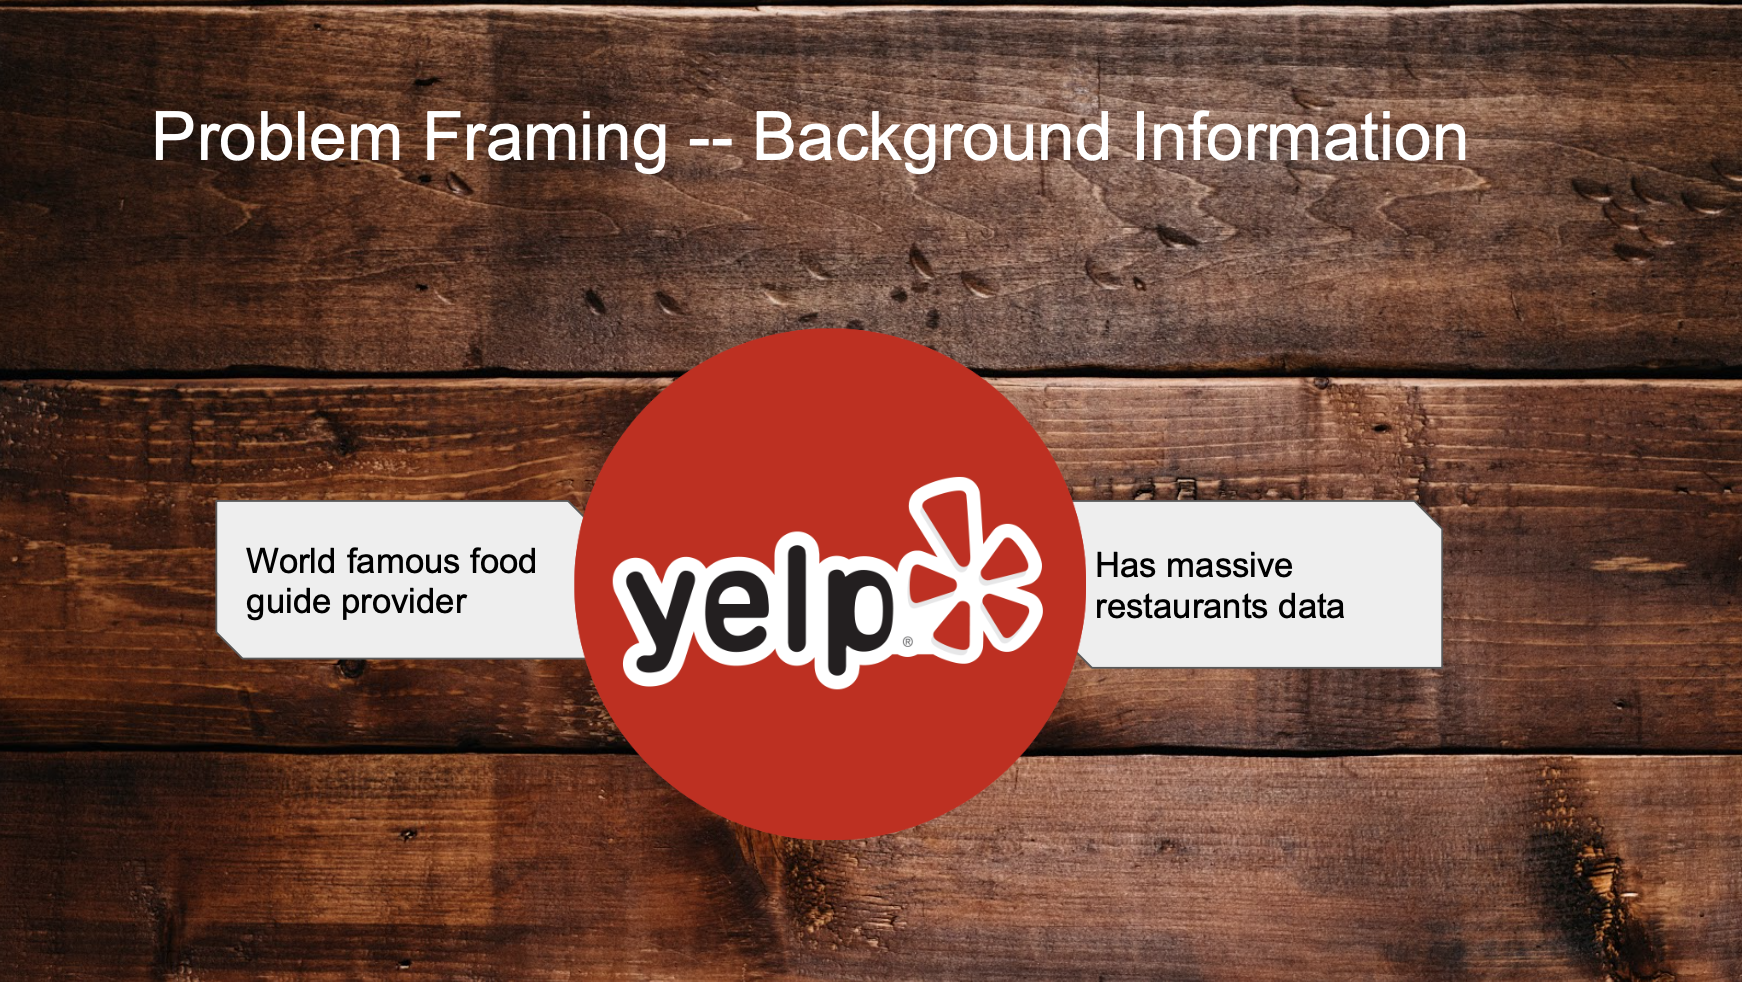 Problem Framing -- Background Information
World famous food
guide provider
yelp
®
Has massive
restaurants data